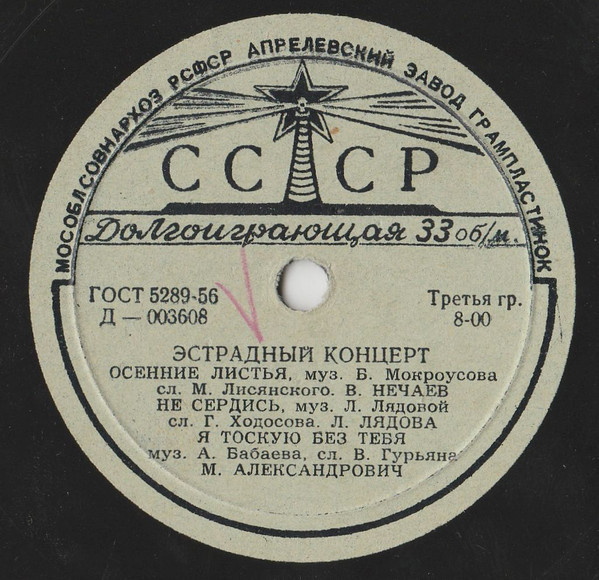 МОСОБЛСОВНАРХОЗ РСФСР АПРЕЛЕВСКИЙ ЗАВОД ГРАМПЛАСТИНОК
СССР
Долгоиграющая 33 об/м.
ГОСТ 5289-56
Д — 003608
Третья гр.
8-00
ЭСТРАДНЫЙ КОНЦЕРТ
ОСЕННИЕ ЛИСТЬЯ, муз. Б. Мокроусова
сл. М. Лисянского. В. НЕЧАЕВ
НЕ СЕРДИСЬ, муз. Л. Лядовой
сл. Г. Ходосова. Л. ЛЯДОВА
Я ТОСКУЮ БЕЗ ТЕБЯ
муз. А. Бабаева, сл. В. Гурьяна
М. АЛЕКСАНДРОВИЧ